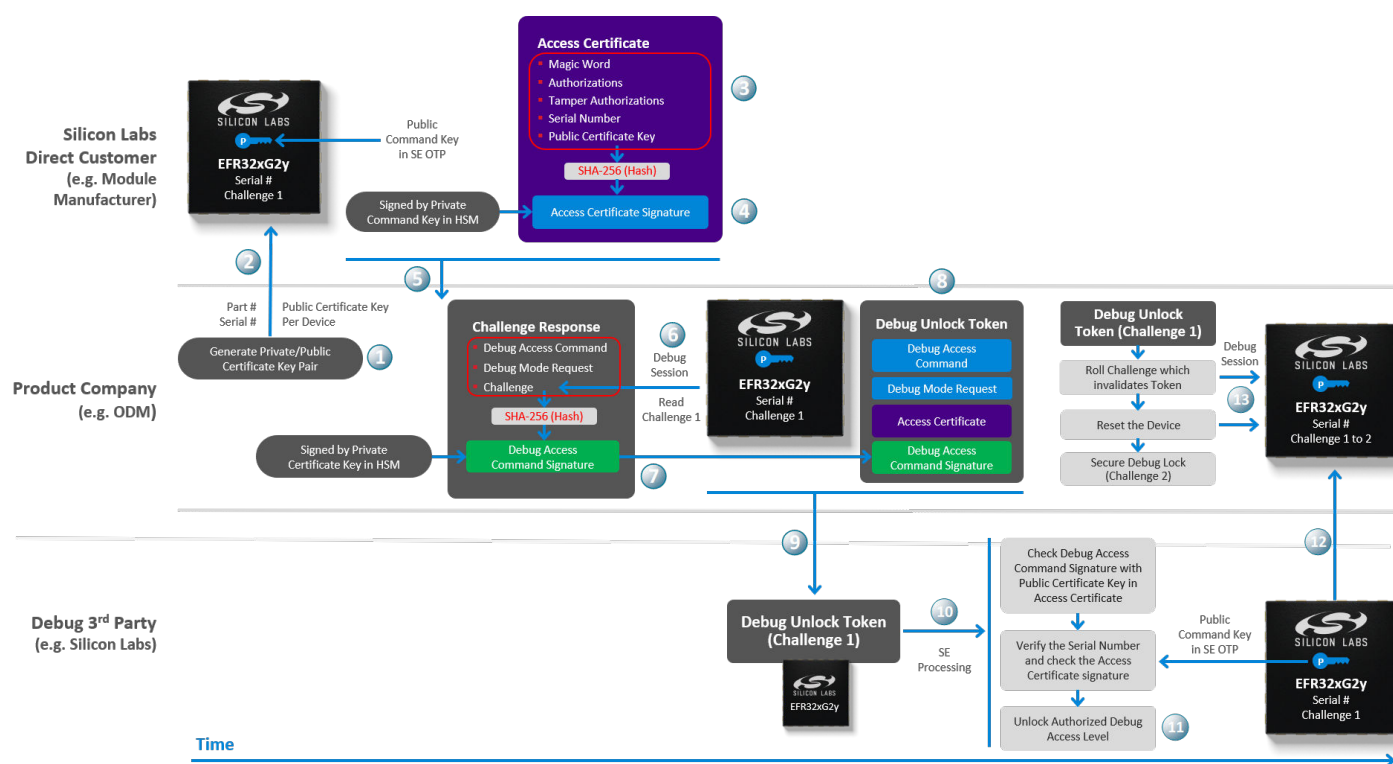 Silicon Labs
Direct Customer
(e.g. Module
Manufacturer)
SILICON LABS
P
EFR32xG2y
Serial #
Challenge 1
Public
Command Key
in SE OTP
Access Certificate
Magic Word
Authorizations
Tamper Authorizations
Serial Number
Public Certificate Key
SHA-256 (Hash)
3
Signed by Private
Command Key in HSM
Access Certificate Signature
4
2
5
8
Part #
Serial #
Public Certificate Key
Per Device
Generate Private/Public
Certificate Key Pair
1
Product Company
(e.g. ODM)
Challenge Response
Debug Access Command
Debug Mode Request
Challenge
SHA-256 (Hash)
Signed by Private
Certificate Key in HSM
Debug Access
Command Signature
7
6
Debug
Session
Read
Challenge 1
SILICON LABS
P
EFR32xG2y
Serial #
Challenge 1
Debug Unlock Token
Debug Access
Command
Debug Mode Request
Access Certificate
Debug Access
Command Signature
Debug Unlock
Token (Challenge 1)
Roll Challenge which
invalidates Token
Reset the Device
Secure Debug Lock
(Challenge 2)
Debug
Session
13
SILICON LABS
P
EFR32xG2y
Serial #
Challenge 1 to 2
9
12
Debug 3rd Party
(e.g. Silicon Labs)
Debug Unlock Token
(Challenge 1)
SILICON LABS
EFR32xG2y
10
SE
Processing
Check Debug Access
Command Signature with
Public Certificate Key in
Access Certificate
Verify the Serial Number
and check the Access
Certificate signature
Unlock Authorized Debug
Access Level
11
Public
Command Key
in SE OTP
SILICON LABS
P
EFR32xG2y
Serial #
Challenge 1
Time